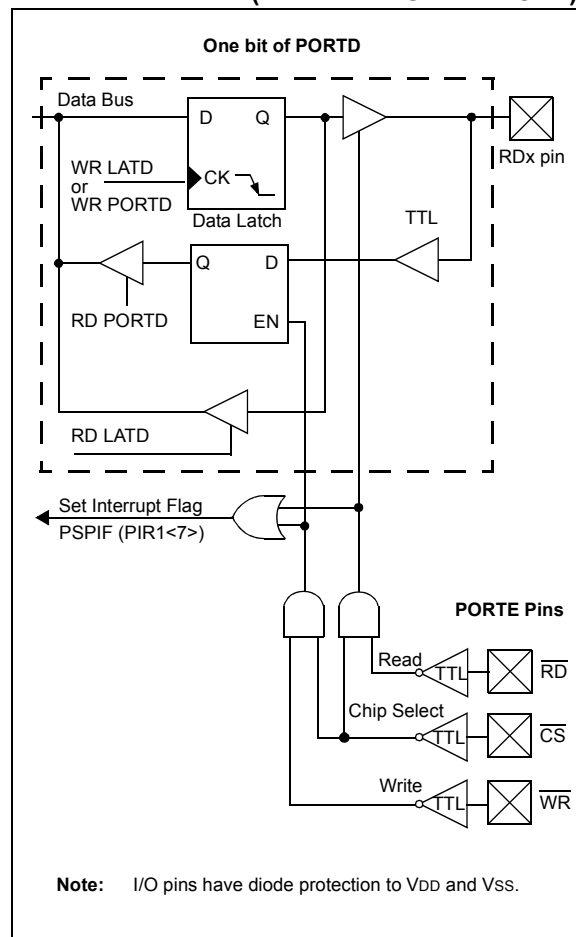 One bit of PORTD
Data Bus
D Q
RDx pin
WR LATD
or
WR PORTD
CK
Data Latch
TTL
Q D
EN
RD PORTD
RD LATD
Set Interrupt Flag
PSPIF (PIR1<7>)
PORTE Pins
Read
TTL
RD
Chip Select
TTL
CS
Write
TTL
WR
Note: I/O pins have diode protection to VDD and VSS.